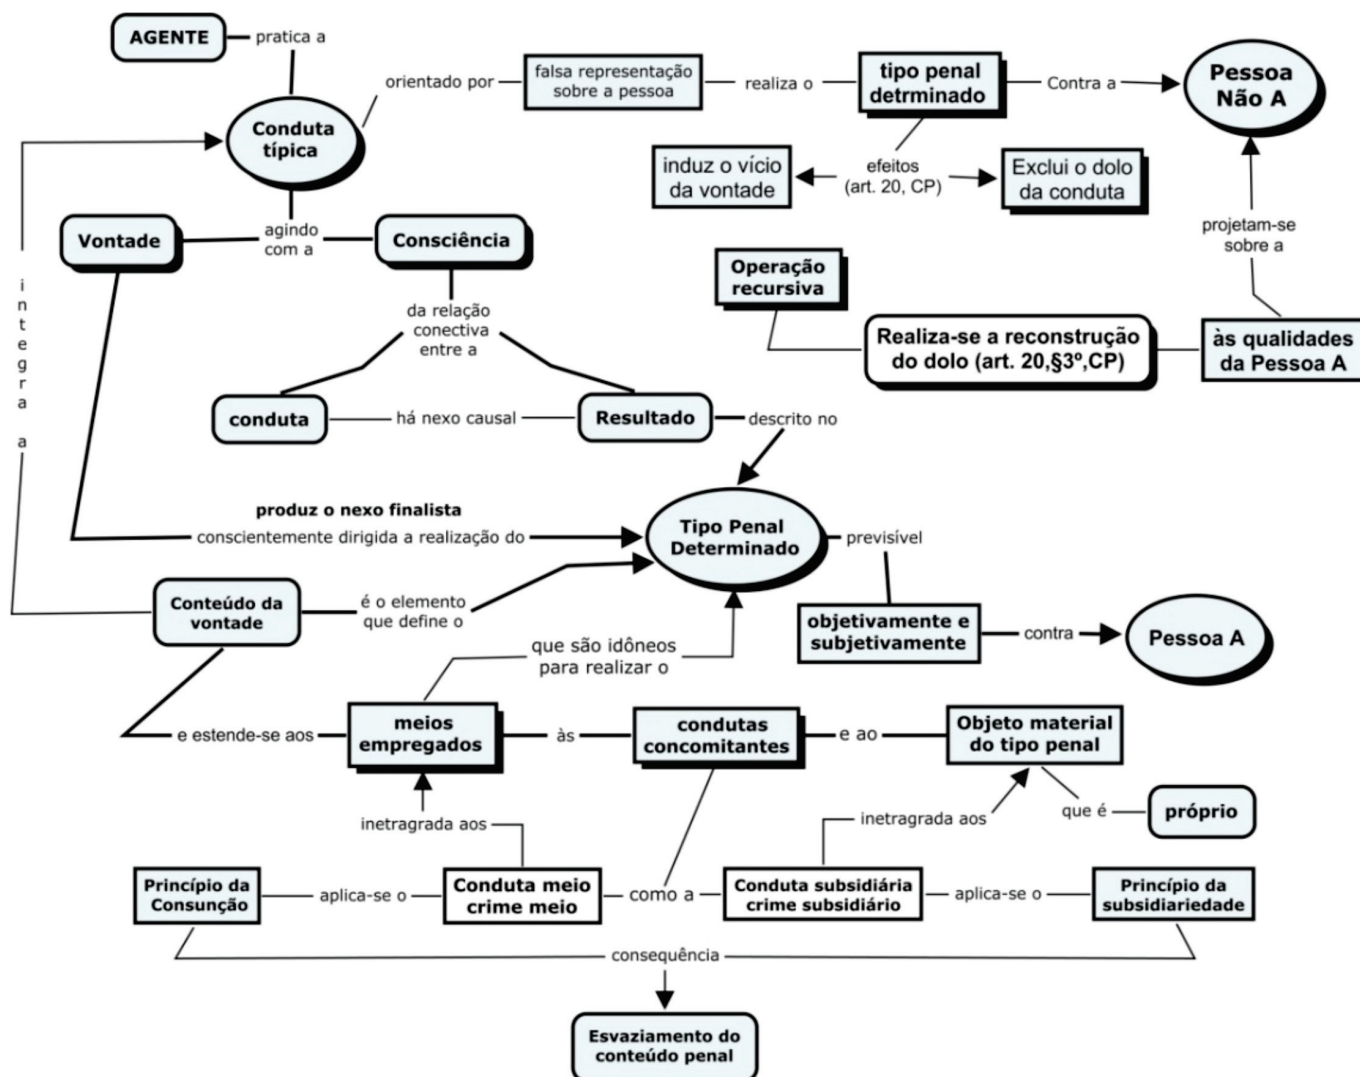 AGENTE
pratica a
orientado por
falsa representação
sobre a pessoa
realiza o
tipo penal
detrminado
Contra a
Pessoa
Não A
Conduta
típica
induz o vício
da vontade
efeitos
(art. 20, CP)
Exclui o dolo
da conduta
Vontade
agindo
com a
Consciência
projetam-se
sobre a
Operação
recursiva
integra a
da relação
conectiva
entre a
Realiza-se a reconstrução
do dolo (art. 20,§3º,CP)
às qualidades
da Pessoa A
conduta
há nexo causal
Resultado
descrito no
produz o nexo finalista
conscientemente dirigida a realização do
Tipo Penal
Determinado
previsível
Conteúdo da
vontade
é o elemento
que define o
objetivamente e
subjetivamente
contra
Pessoa A
que são idôneos
para realizar o
e estende-se aos
meios
empregados
às
condutas
concomitantes
e ao
Objeto material
do tipo penal
inetragrada aos
inetragrada aos
que é
próprio
Princípio da
Consunção
aplica-se o
Conduta meio
crime meio
como a
Conduta subsidiária
crime subsidiário
aplica-se o
Princípio da
subsidiariedade
consequência
Esvaziamento do
conteúdo penal